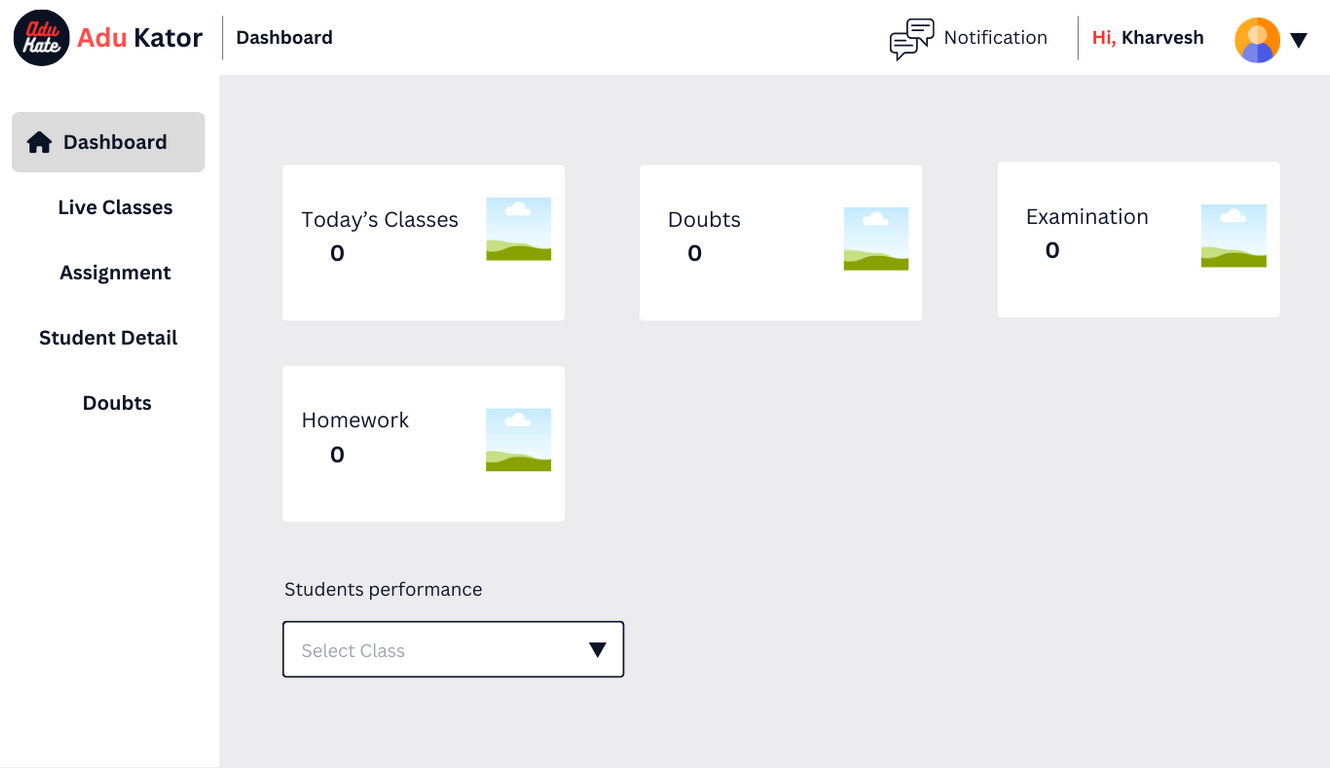 Adu
Kate
Adu Kator
Dashboard
Notification
Hi, Kharvesh
Dashboard
Live Classes
Assignment
Student Detail
Doubts
Today’s Classes
0
Doubts
0
Examination
0
Homework
0
Students performance
Select Class